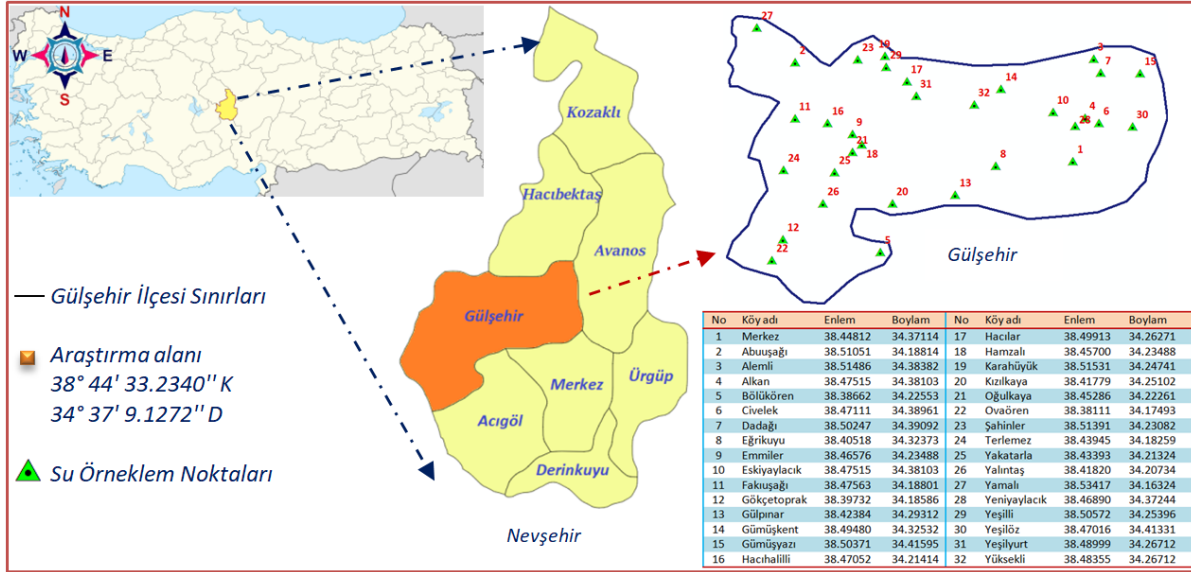 N
W
E
S
Kozaklı
Hacıbektaş
Avanos
Gülşehir
Merkez
Ürgüp
Acıgöl
Derinkuyu
Nevşehir
Gülşehir İlçesi Sınırları
Araştırma alanı
38° 44' 33.2340'' K
34° 37' 9.1272'' D
Su Örneklem Noktaları
27
2
23
19
29
17
31
3
7
19
14
32
10
4
28
6
30
11
16
9
21
18
25
24
8
1
26
20
13
12
22
5
Gülşehir
No Köy adı Enlem Boylam No Köy adı Enlem Boylam
1 Merkez 38.44812 34.37114 17 Hacılar 38.49913 34.26271
2 Abuuşağı 38.51051 34.18814 18 Hamzalı 38.45700 34.23488
3 Alemli 38.51486 34.38382 19 Karahüyük 38.51531 34.24741
4 Alkan 38.47515 34.38103 20 Kızılkaya 38.41779 34.25102
5 Bölükören 38.38662 34.22553 21 Oğulkaya 38.45286 34.22261
6 Civelek 38.47111 34.38961 22 Ovaören 38.38111 34.17493
7 Dadağı 38.50247 34.39092 23 Şahinler 38.51391 34.23082
8 Eğrikuyu 38.40518 34.32373 24 Terlemez 38.43945 34.18259
9 Emmiler 38.46576 34.23488 25 Yakatarla 38.43393 34.21324
10 Eskiyaylacık 38.47515 34.38103 26 Yalıntaş 38.41820 34.20734
11 Fakıuşağı 38.47563 34.18801 27 Yamalı 38.53417 34.16324
12 Gökçetoprak 38.39732 34.18586 28 Yeniyaylacık 38.46890 34.37244
13 Gülpınar 38.42384 34.29312 29 Yeşilli 38.50572 34.25396
14 Gümüşkent 38.49480 34.32532 30 Yeşilöz 38.47016 34.41331
15 Gümüşyazı 38.50371 34.41595 31 Yeşilyurt 38.48999 34.26712
16 Hacıhalilli 38.47052 34.21414 32 Yüksekli 38.48355 34.26712